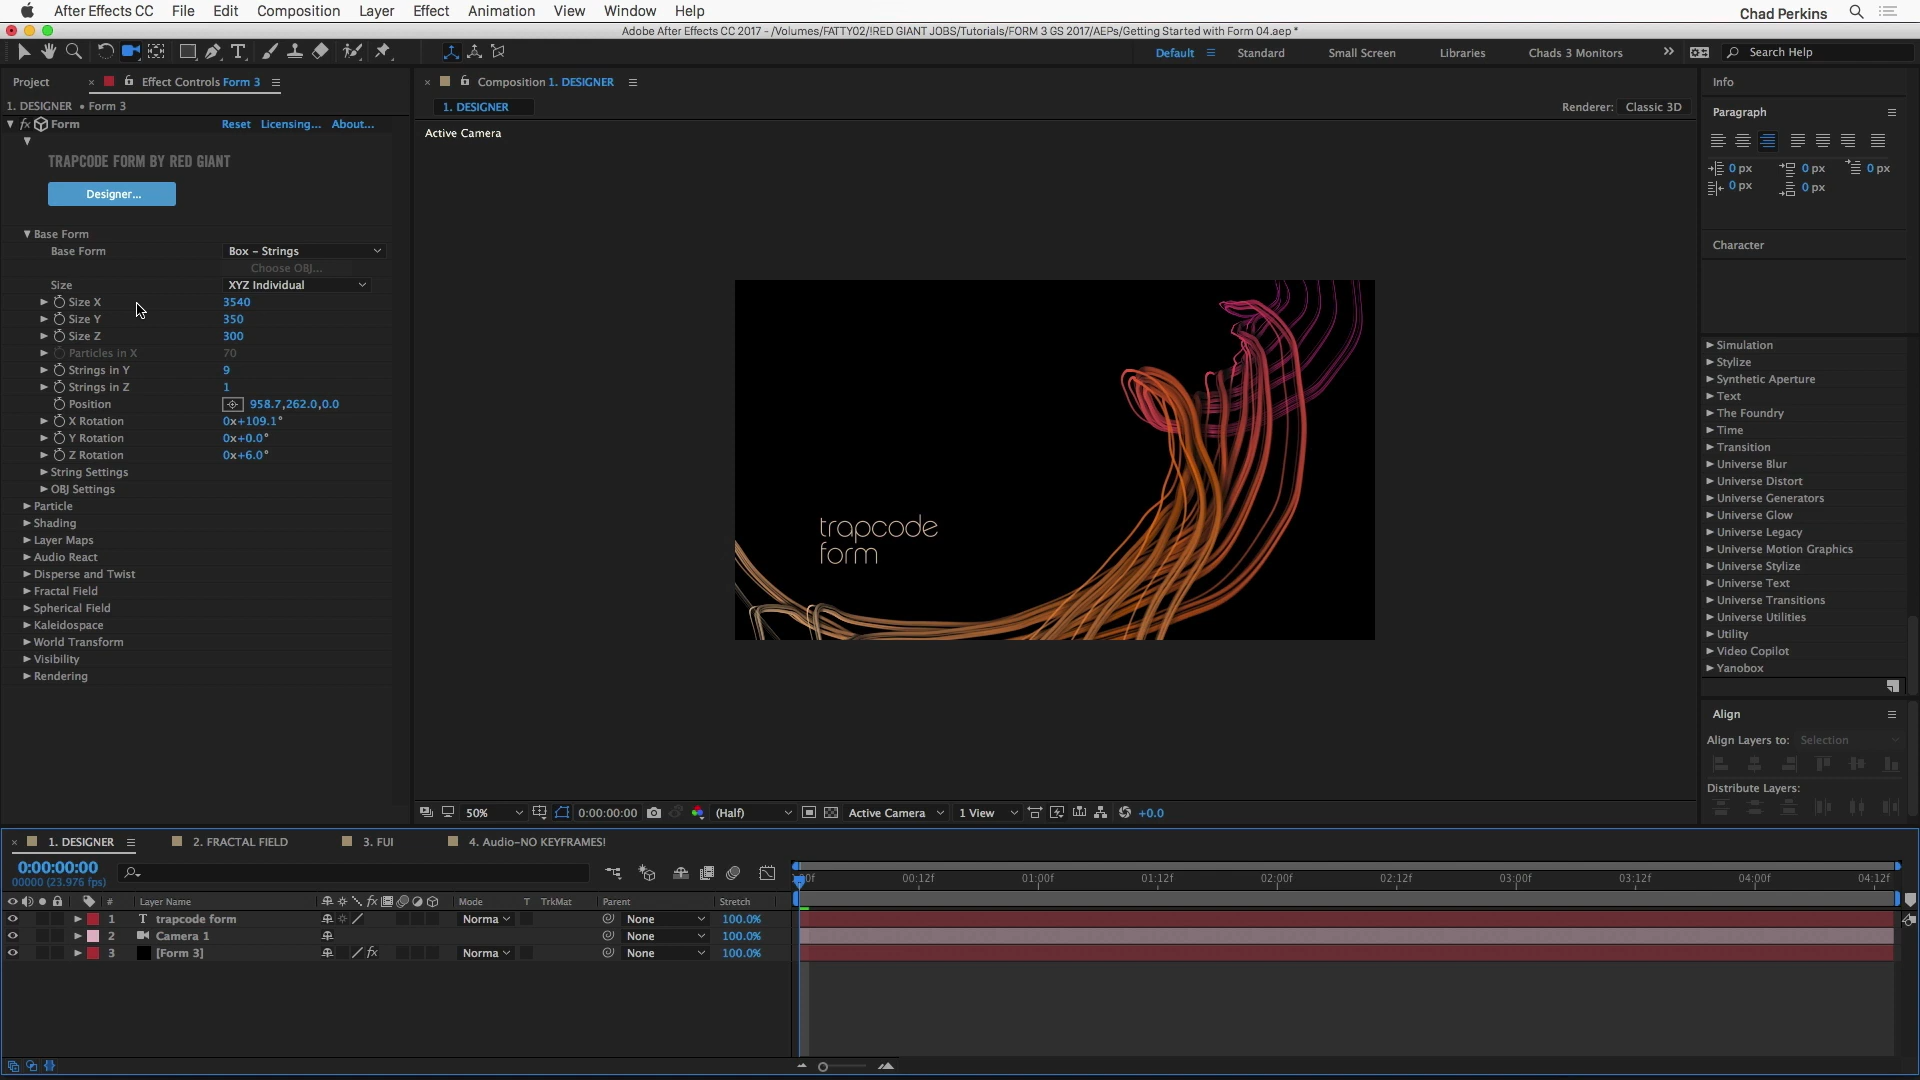 After Effects CC File Edit Composition Layer Effect Animation View Window Help Chad Perkins
Adobe After Effects CC 2017 - /Volumes/FATTY02/!RED GIANT JOBS/Tutorials/FORM 3 GS 2017/AEPs/Getting Started with Form 04.aep *
Default Standard Small Screen Libraries Chads 3 Monitors Search Help
Project Effect Controls Form 3
Composition 1. DESIGNER
Info
1. DESIGNER • Form 3
1. DESIGNER
Renderer: Classic 3D
Paragraph
fx Form Reset Licensing... About...
Active Camera
TRAPCODE FORM BY RED GIANT
0 px 0 px 0 px
0 px 0 px
Designer...
Base Form
Character
Base Form Box - Strings
Choose OBJ...
Size XYZ Individual
Size X 3540
Size Y 350
Size Z 300
Particles in X 70
Strings in Y 9
Strings in Z 1
Position 958.7,262.0,0.0
X Rotation 0x+109.1°
Y Rotation 0x+0.0°
Z Rotation 0x+6.0°
String Settings
OBJ Settings
Particle
Shading
Layer Maps
Audio React
Disperse and Twist
Fractal Field
Spherical Field
Kaleidospace
World Transform
Visibility
Rendering
trapcode
form
Simulation
Stylize
Synthetic Aperture
Text
The Foundry
Time
Transition
Universe Blur
Universe Distort
Universe Generators
Universe Glow
Universe Legacy
Universe Motion Graphics
Universe Stylize
Universe Text
Universe Transitions
Universe Utilities
Utility
Video Copilot
Yanobox
Align
Align Layers to: Selection
Distribute Layers:
50% 0:00:00:00 (Half) Active Camera 1 View +0.0
1. DESIGNER 2. FRACTAL FIELD 3. FUI 4. Audio-NO KEYFRAMES!
0:00:00:00
00000 (23.976 fps)
00:12f 01:00f 01:12f 02:00f 02:12f 03:00f 03:12f 04:00f 04:12f
# Layer Name fx Mode T TrkMat Parent Stretch
1 T trapcode form Norma None 100.0%
2 Camera 1 None 100.0%
3 [Form 3] fx Norma None 100.0%